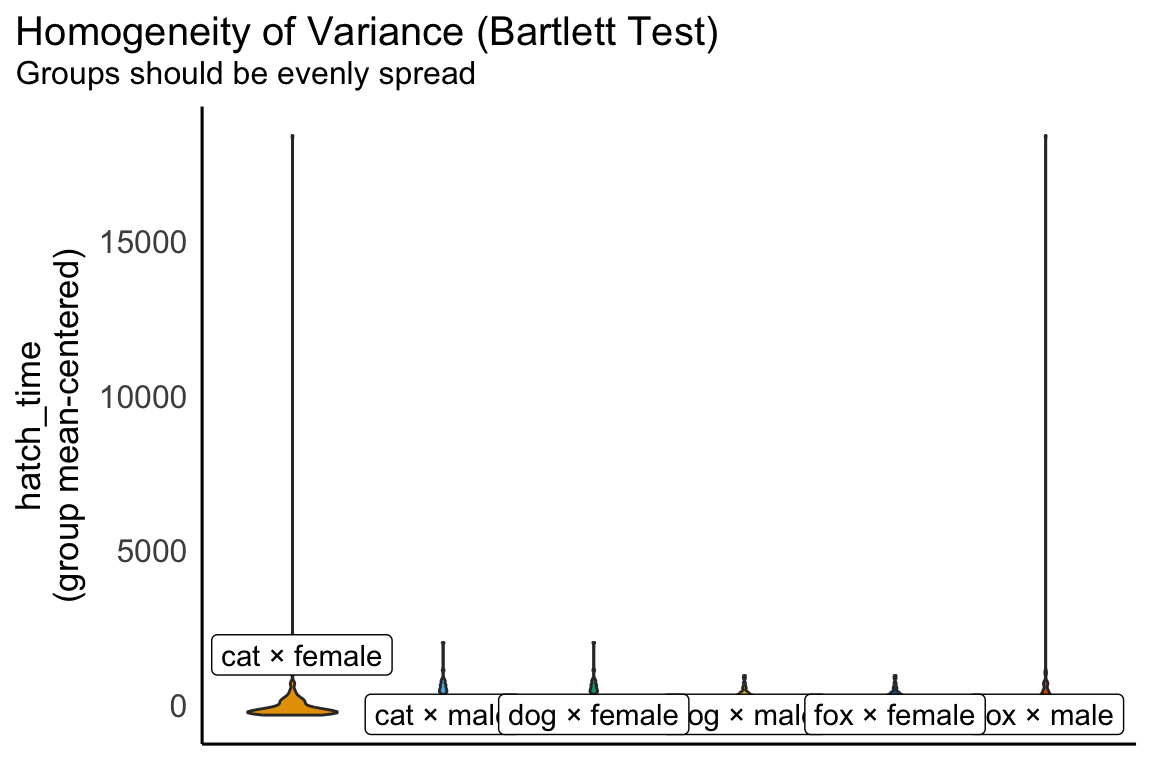 Homogeneity of Variance (Bartlett Test)
Groups should be evenly spread
hatch_time
(group mean-centered)
15000
10000
5000
0
cat × female
cat × mal
dog × female
og × mal
fox × female
ox × male